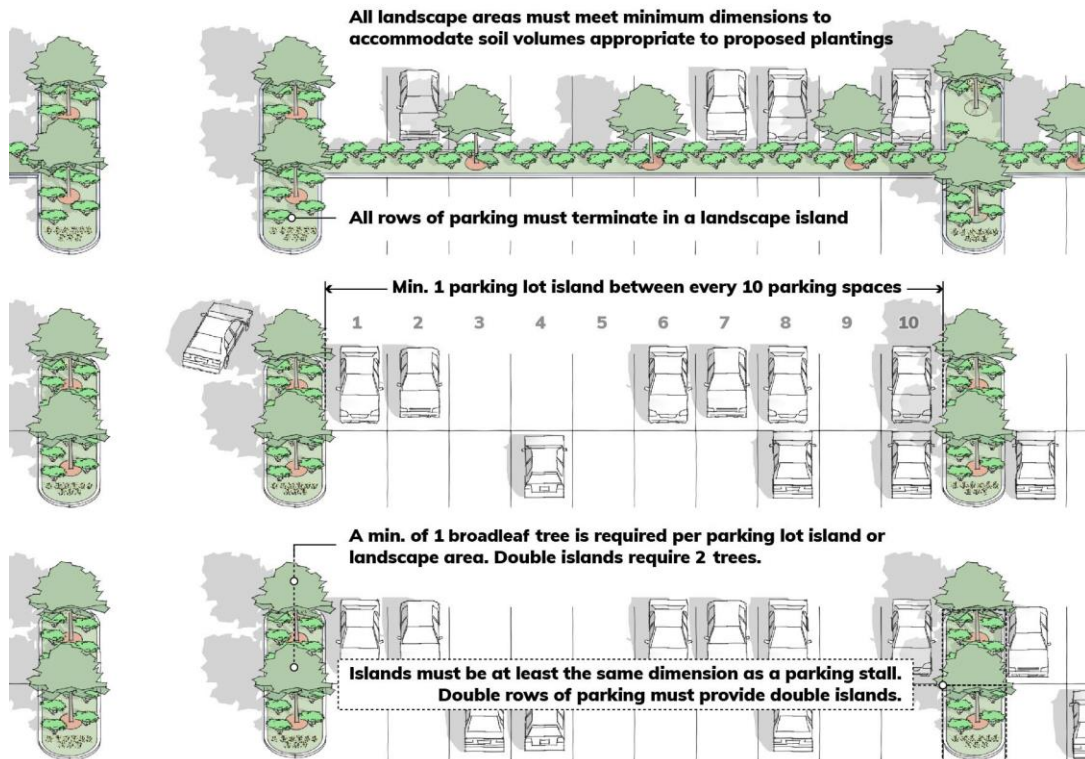 All landscape areas must meet minimum dimensions to
accommodate soil volumes appropriate to proposed plantings
All rows of parking must terminate in a landscape island
Min. 1 parking lot island between every 10 parking spaces
1 2 3 4 5 6 7 8 9 10
A min. of 1 broadleaf tree is required per parking lot island or
landscape area. Double islands require 2 trees.
Islands must be at least the same dimension as a parking stall.
Double rows of parking must provide double islands.